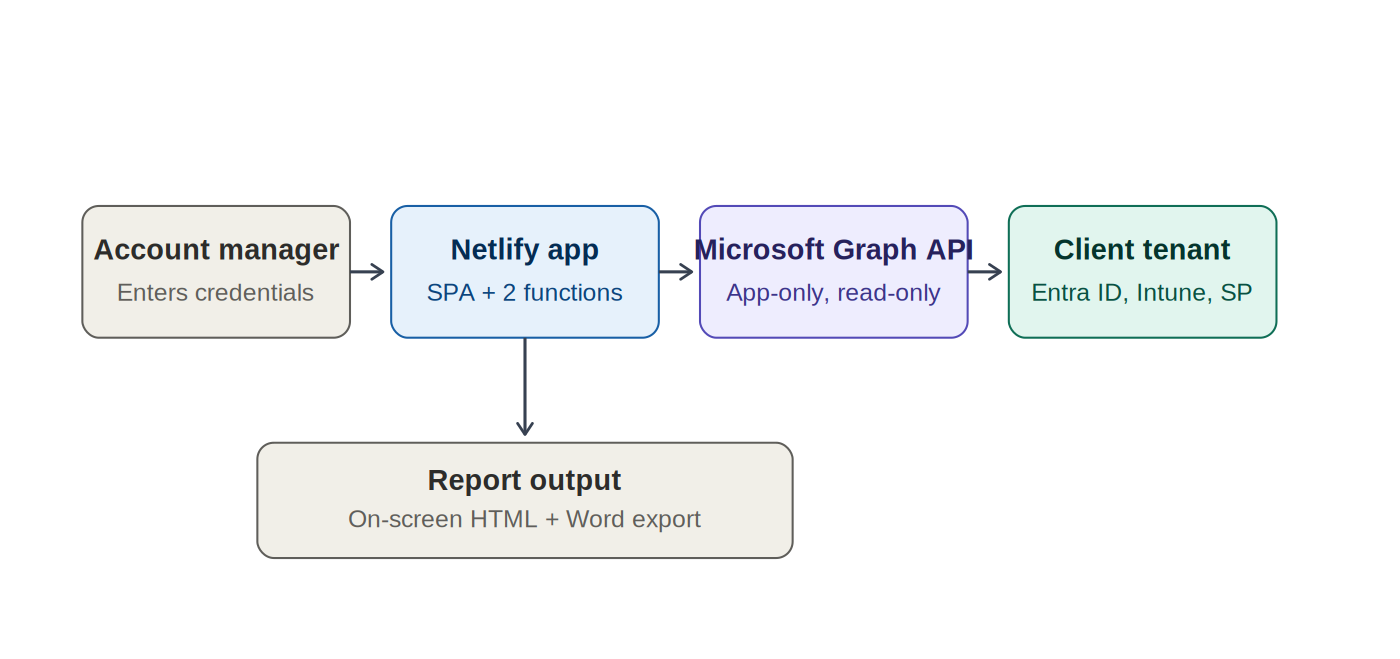 Account manager
Enters credentials
Netlify app
SPA + 2 functions
Microsoft Graph API
App-only, read-only
Client tenant
Entra ID, Intune, SP
Report output
On-screen HTML + Word export